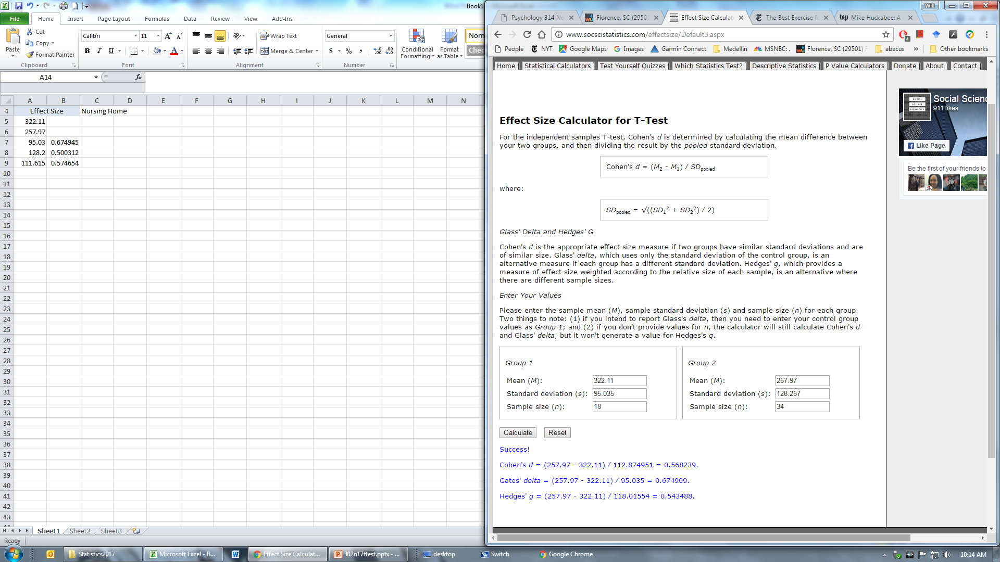 Book1
File Home Insert Page Layout Formulas Data Review View Add-Ins
Paste
Cut
Copy
Format Painter
Clipboard
Calibri 11
B I U
Font
Wrap Text
Merge & Center
Alignment
General
$ % ,
Number
Conditional Formatting
Format as Table
Norn
Chec
A14
fx
A B C D E F G H I J K L M N
4 Effect Size Nursing Home
5 322.11
6 257.97
7 95.03 0.674945
8 128.2 0.500312
9 111.615 0.574654
10
11
12
13
14
15
16
17
18
19
20
21
22
23
24
25
26
27
28
29
30
31
32
33
34
35
36
37
38
39
40
41
42
43
Sheet1 Sheet2 Sheet3
Ready
Will
Psychology 314 No
Florence, SC (29501
Effect Size Calculat
The Best Exercise fo
Mike Huckabee: A
www.socscistatistics.com/effectsize/Default3.aspx
4
People NYT Google Maps Images Garmin Connect Medellin MSNBC: Florence, SC (29501) abacus » Other bookmarks
Home Statistical Calculators Test Yourself Quizzes Which Statistics Test? Descriptive Statistics P Value Calculators Donate About Contact
Effect Size Calculator for T-Test
For the independent samples T-test, Cohen's d is determined by calculating the mean difference between
your two groups, and then dividing the result by the pooled standard deviation.
Cohen's d = (M2 - M1) / SDpooled
where:
SDpooled = √((SD1² + SD2²) / 2)
Glass' Delta and Hedges' G
Cohen's d is the appropriate effect size measure if two groups have similar standard deviations and are
of similar size. Glass' delta, which uses only the standard deviation of the control group, is an
alternative measure if each group has a different standard deviation. Hedges' g, which provides a
measure of effect size weighted according to the relative size of each sample, is an alternative where
there are different sample sizes.
Enter Your Values
Please enter the sample mean (M), sample standard deviation (s) and sample size (n) for each group.
Two things to note: (1) if you intend to report Glass's delta, then you need to enter your control group
values as Group 1; and (2) if you don't provide values for n, the calculator will still calculate Cohen's d
and Glass' delta, but it won't generate a value for Hedges's g.
Group 1
Mean (M): 322.11
Standard deviation (s): 95.035
Sample size (n): 18
Group 2
Mean (M): 257.97
Standard deviation (s): 128.257
Sample size (n): 34
Calculate Reset
Success!
Cohen's d = (257.97 - 322.11) / 112.874951 = 0.568239.
Gates' delta = (257.97 - 322.11) / 95.035 = 0.674909.
Hedges' g = (257.97 - 322.11) / 118.01554 = 0.543488.
SOCIAL
SCIENCE
STATISTICS
Social Scienc
911 likes
Like Page
Be the first of your friends to
Statistics2017
Microsoft Excel - B...
Effect Size Calculat...
302n17ttest.pptx - ...
desktop
Switch
Google Chrome
10:14 AM